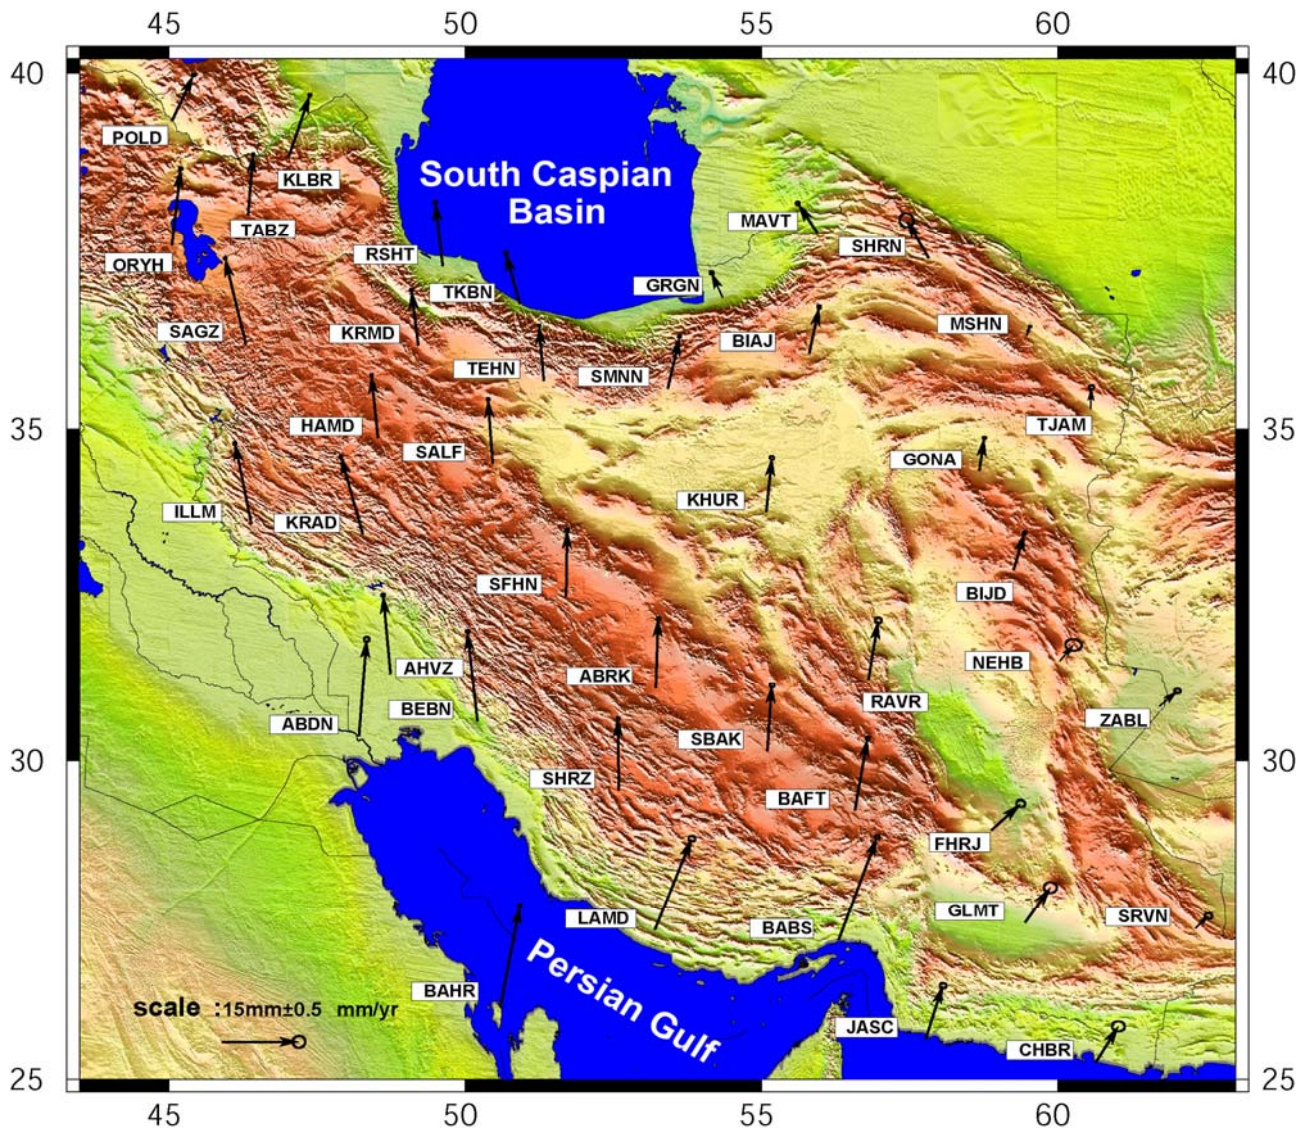 45 50 55 60
40 40
POLD
KLBR
South Caspian
Basin
MAVT
TABZ
SHRN
RSHT
ORYH
GRGN
TKBN
MSHN
SAGZ
KRMD
BIAJ
TEHN
SMNN
HAMD
TJAM
35 35
SALF
GONA
KHUR
ILLM
KRAD
SFHN
BIJD
NEHB
AHVZ
ABRK
RAVR
BEBN
ABDN
ZABL
SBAK
30 30
SHRZ
BAFT
FHRJ
GLMT
LAMD
SRVN
BABS
Persian Gulf
BAHR
scale :15mm±0.5 mm/yr
JASC
CHBR
25 25
45 50 55 60